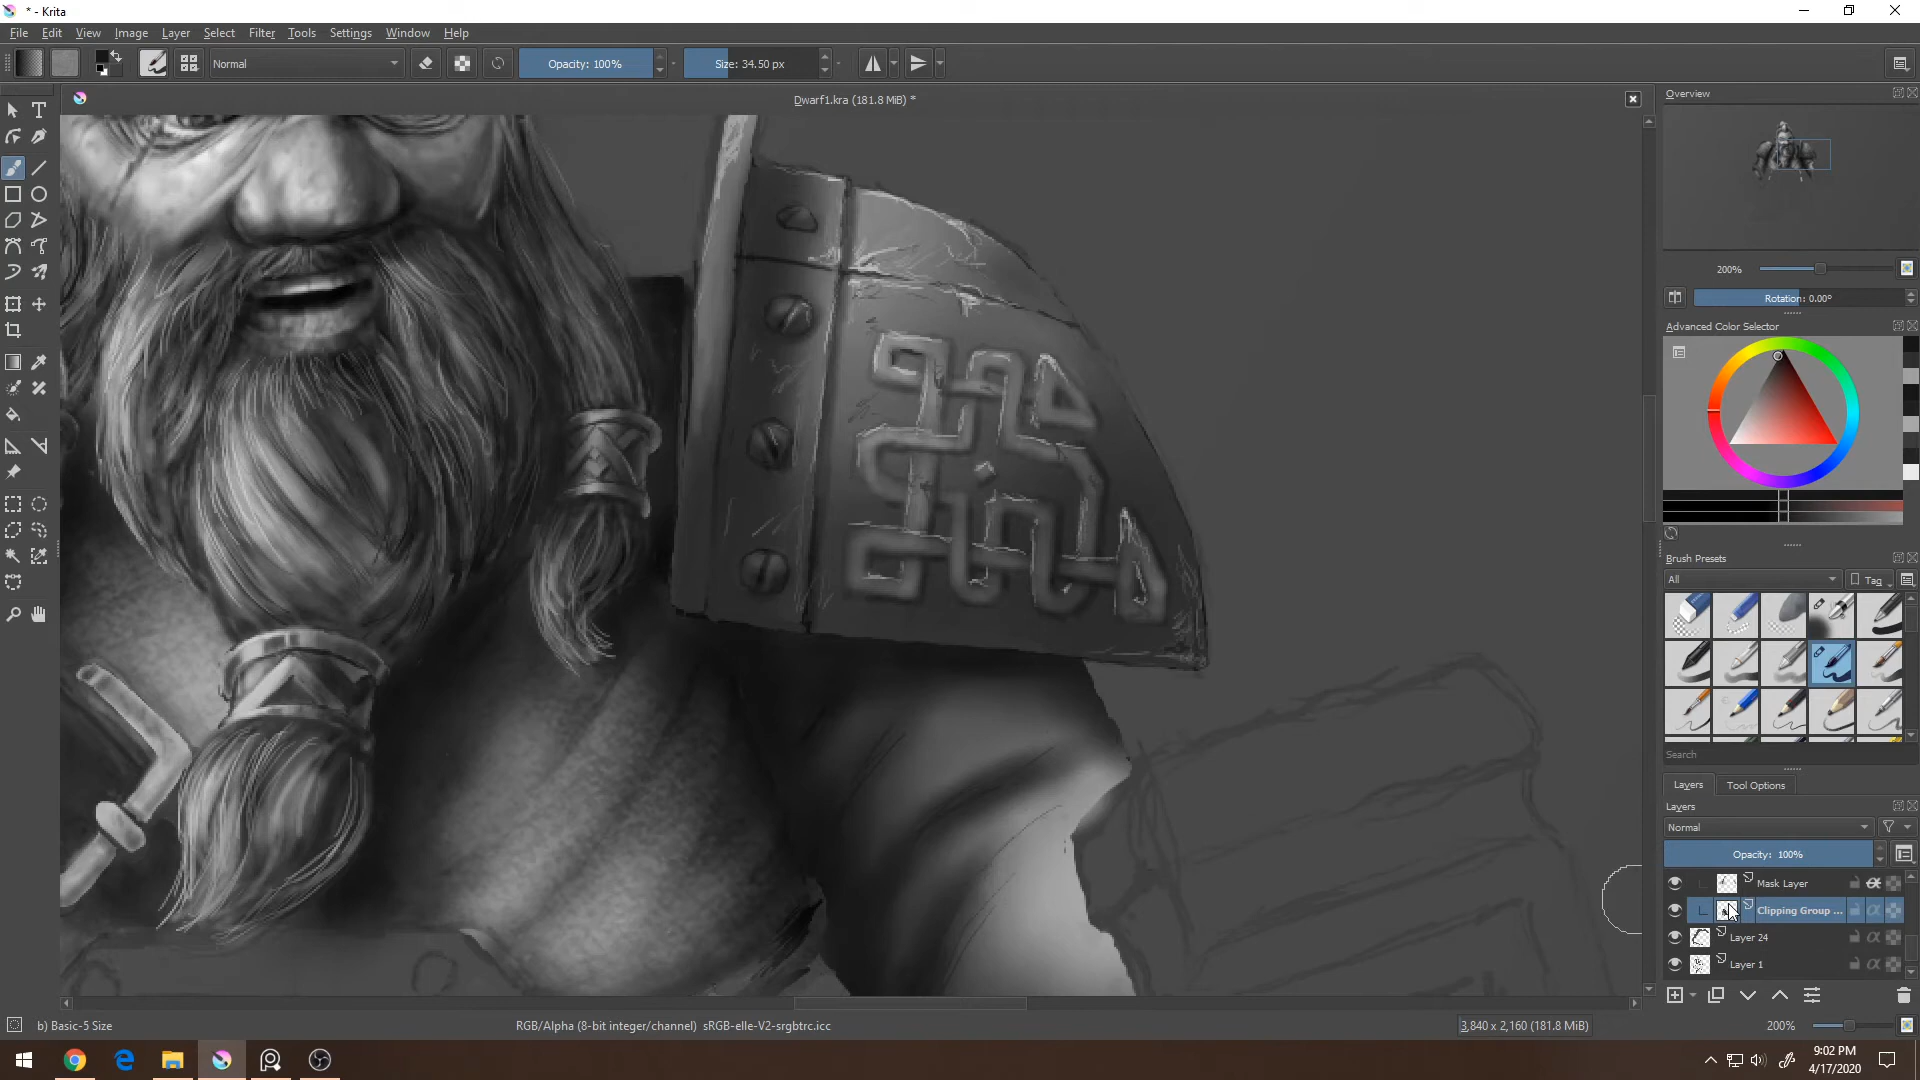 * - Krita
File Edit View Image Layer Select Filter Tools Settings Window Help
Normal Opacity: 100% Size: 34.50 px
Dwarf1.kra (181.8 MiB) *
Overview
200%
Rotation: 0.00°
Advanced Color Selector
Brush Presets
All Tag
Search
Layers Tool Options
Layers
Normal
Opacity: 100%
Mask Layer
Clipping Group ...
Layer 24
Layer 1
b) Basic-5 Size RGB/Alpha (8-bit integer/channel) sRGB-elle-V2-srgbtrc.icc 3,840 x 2,160 (181.8 MiB) 200%
9:02 PM
4/17/2020